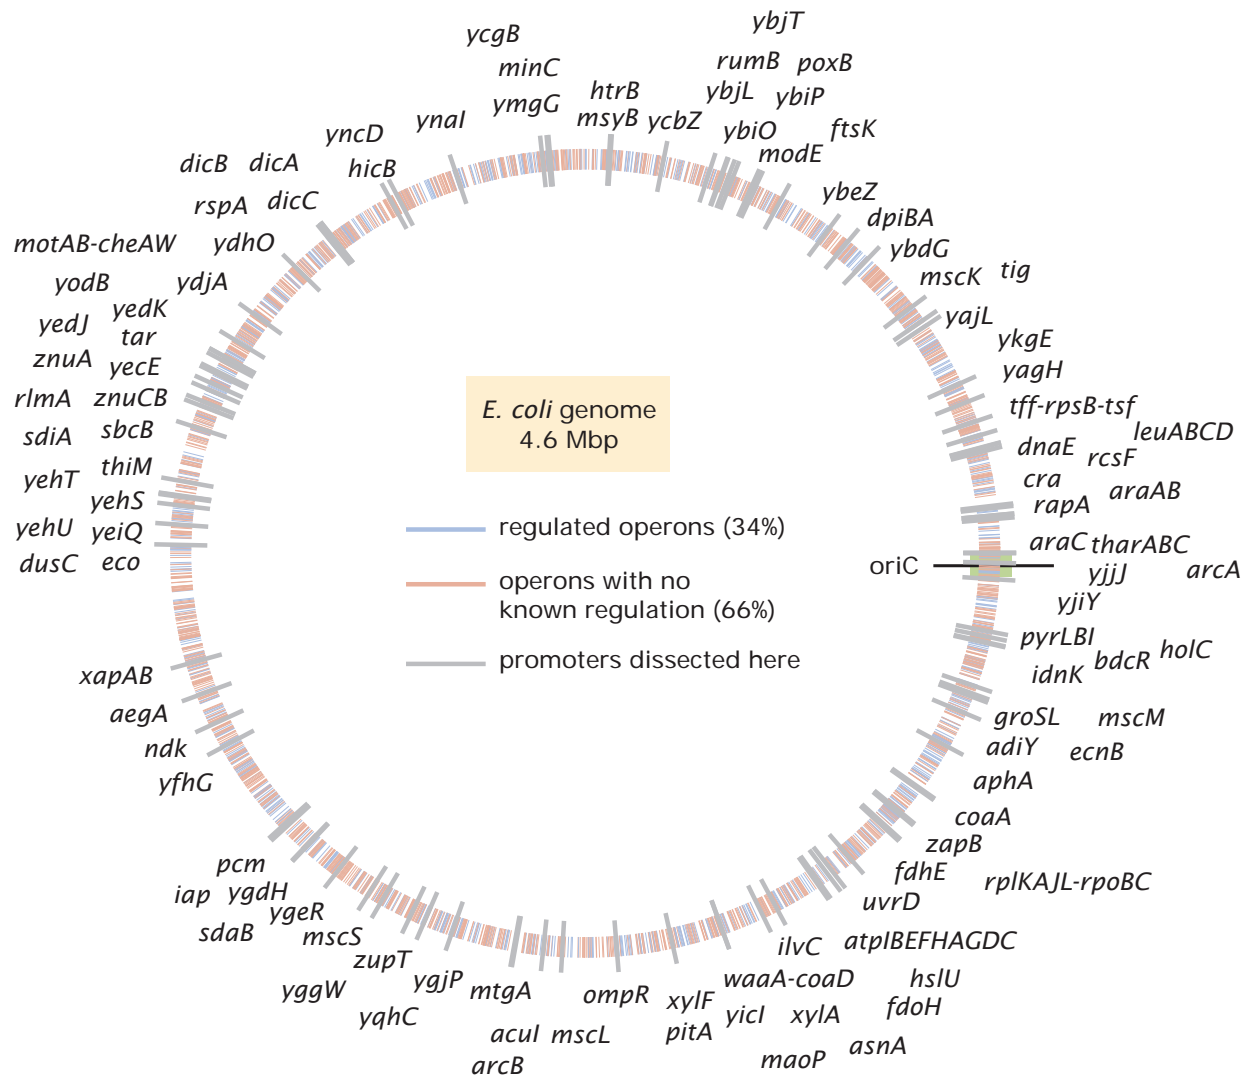 ybjT
ycgB
rumB poxB
minC
htrB ybjL ybiP
ymgG
msyB ycbZ ybiO ftsK
ynaI
yncD
modE
dicB dicA hicB
ybeZ
rspA dicC
dpiBA
motAB-cheAW ydhO
ybdG
yodB ydjA
mscK tig
yedJ yedK
yajL
tar
ykgE
znuA yecE
yagH
rlmA znuCB
tff-rpsB-tsf
sdiA sbcB
leuABCD
dnaE rcsF
yehT thiM
cra araAB
yehS
rapA
yehU yeiQ
araC tharABC
dusC eco
yjjJ arcA
yjiY
E. coli genome
4.6 Mbp
regulated operons (34%)
operons with no
known regulation (66%)
promoters dissected here
oriC
pyrLBI holC
bdcR
idnK
xapAB
groSL mscM
aegA
adiY ecnB
ndk
aphA
yfhG
coaA
zapB
pcm
fdhE rplKAJL-rpoBC
iap ygdH
uvrD
ygeR
sdaB mscS
ilvC atpIBEFHAGDC
zupT
yggW ygjP mtgA ompR xylF waaA-coaD hslU
yqhC
yicI xylA fdoH
acuI mscL pitA
arcB
maoP asnA